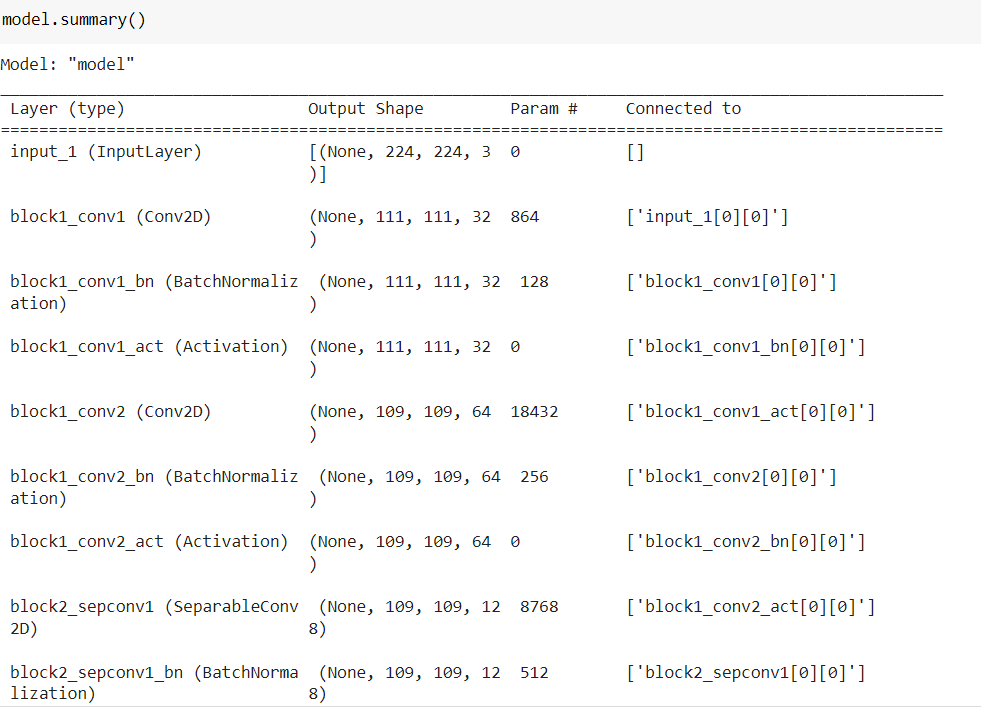 model.summary()
Model: "model"
Layer (type) Output Shape Param # Connected to
==================================================================================================
input_1 (InputLayer) [(None, 224, 224, 3 0 []
)]
block1_conv1 (Conv2D) (None, 111, 111, 32 864 ['input_1[0][0]']
)
block1_conv1_bn (BatchNormaliz (None, 111, 111, 32 128 ['block1_conv1[0][0]']
ation) )
block1_conv1_act (Activation) (None, 111, 111, 32 0 ['block1_conv1_bn[0][0]']
)
block1_conv2 (Conv2D) (None, 109, 109, 64 18432 ['block1_conv1_act[0][0]']
)
block1_conv2_bn (BatchNormaliz (None, 109, 109, 64 256 ['block1_conv2[0][0]']
ation) )
block1_conv2_act (Activation) (None, 109, 109, 64 0 ['block1_conv2_bn[0][0]']
)
block2_sepconv1 (SeparableConv (None, 109, 109, 12 8768 ['block1_conv2_act[0][0]']
2D) 8)
block2_sepconv1_bn (BatchNorma (None, 109, 109, 12 512 ['block2_sepconv1[0][0]']
lization) 8)